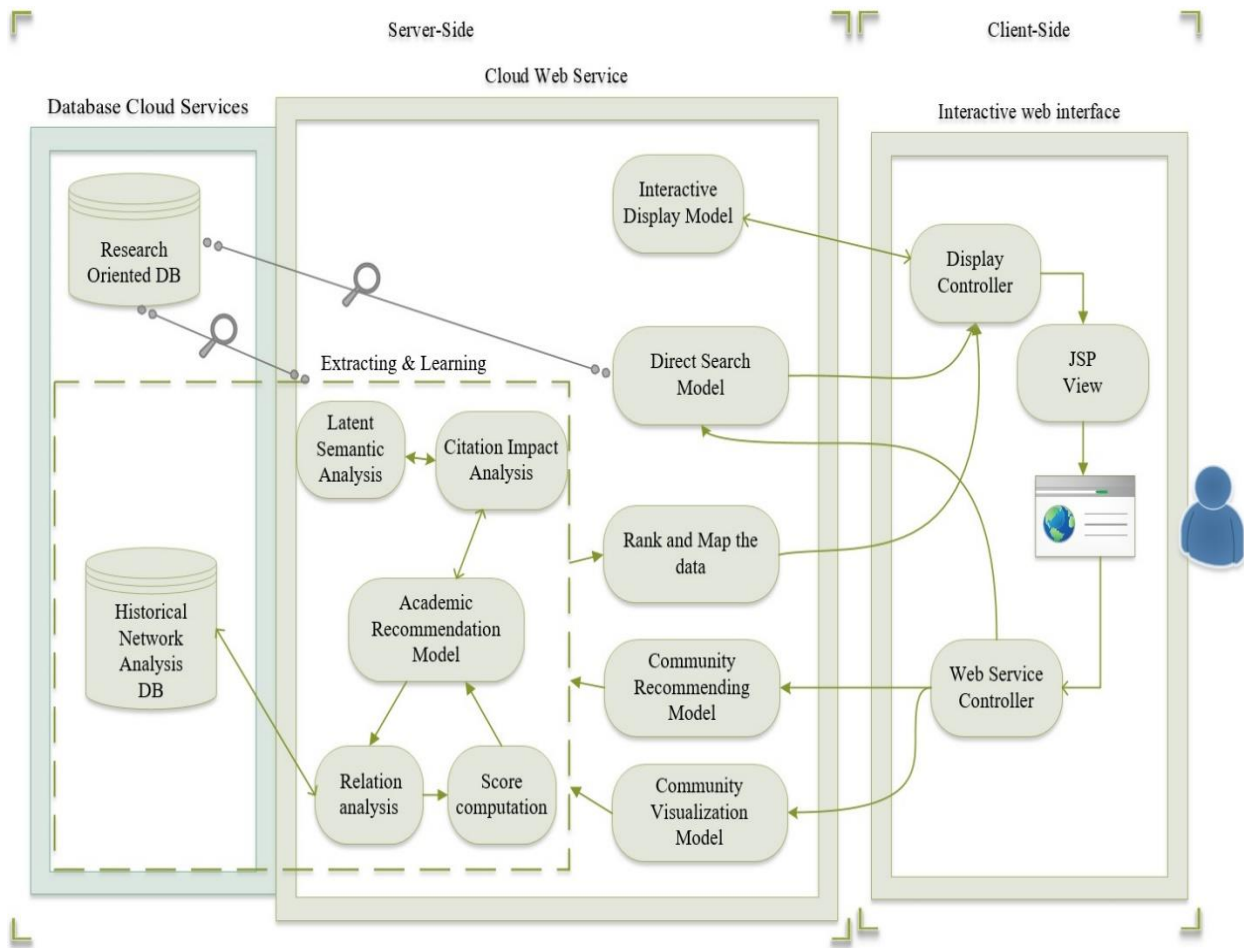 Server-Side
Client-Side
Cloud Web Service
Database Cloud Services
Interactive web interface
Research
Oriented DB
Interactive
Display Model
Display
Controller
Extracting & Learning
Direct Search
Model
JSP
View
Latent
Semantic
Analysis
Citation Impact
Analysis
Rank and Map the
data
Historical
Network
Analysis
DB
Academic
Recommendation
Model
Community
Recommending
Model
Web Service
Controller
Relation
analysis
Score
computation
Community
Visualization
Model